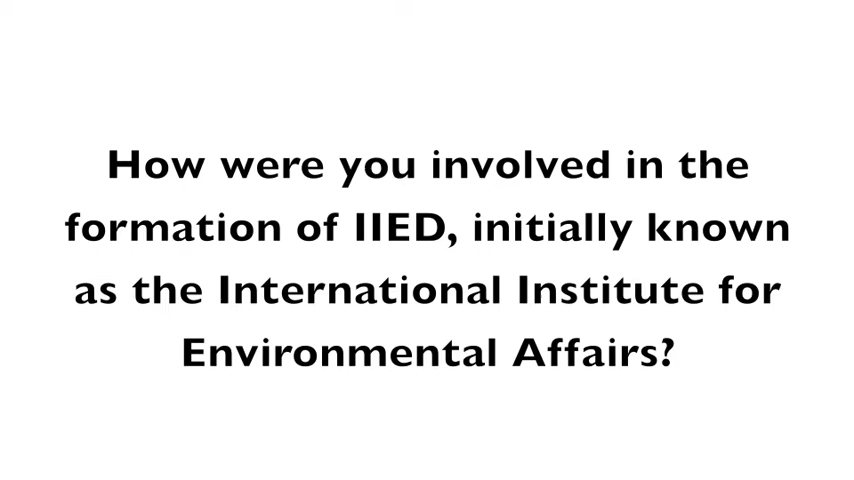 How were you involved in the
formation of IIED, initially known
as the International Institute for
Environmental Affairs?